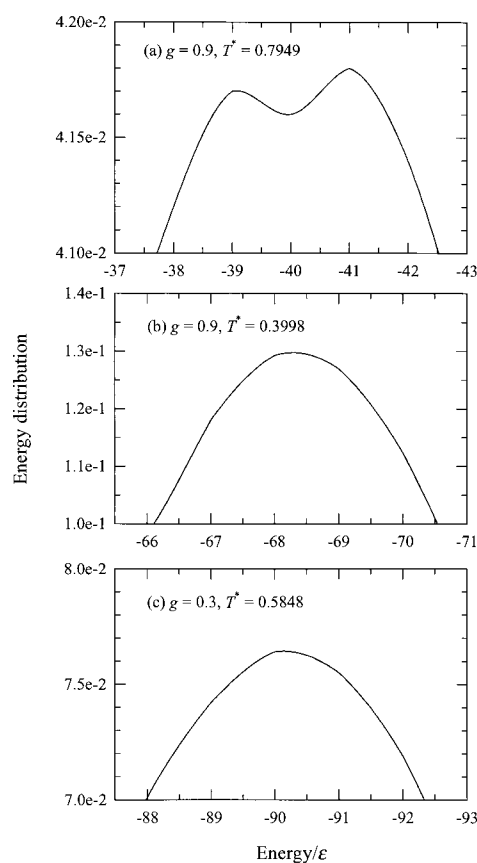 4.20e-2
(a) g = 0.9, T* = 0.7949
4.15e-2
4.10e-2
-37 -38 -39 -40 -41 -42 -43
1.4e-1
(b) g = 0.9, T* = 0.3998
1.3e-1
1.2e-1
1.1e-1
1.0e-1
-66 -67 -68 -69 -70 -71
Energy distribution
8.0e-2
(c) g = 0.3, T* = 0.5848
7.5e-2
7.0e-2
-88 -89 -90 -91 -92 -93
Energy/ε